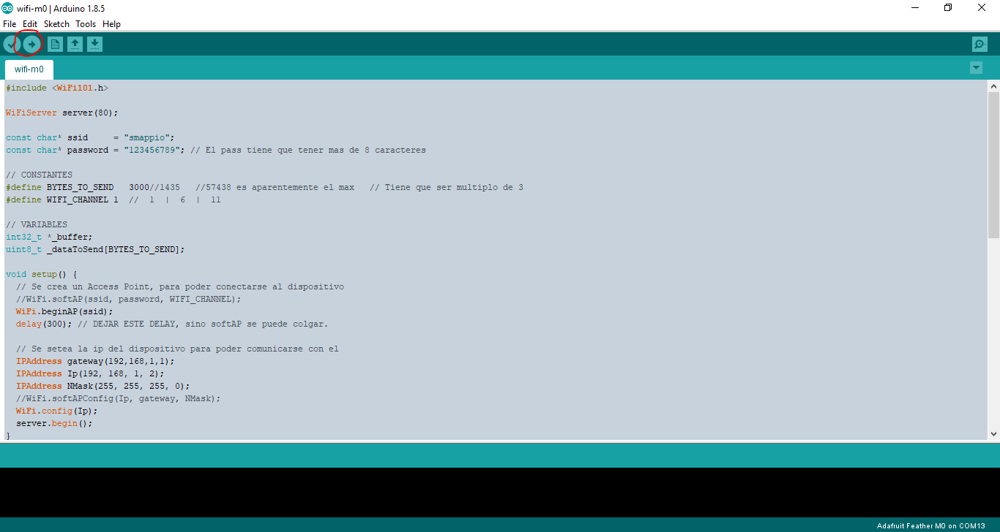 wifi-m0 | Arduino 1.8.5
File Edit Sketch Tools Help
wifi-m0
#include <WiFi101.h>
WiFiServer server(80);
const char* ssid     = "smappio";
const char* password = "123456789"; // El pass tiene que tener mas de 8 caracteres
// CONSTANTES
#define BYTES_TO_SEND   3000//1435   //57438 es aparentemente el max   // Tiene que ser multiplo de 3
#define WIFI_CHANNEL 1  //  1  |  6  |  11
// VARIABLES
int32_t *_buffer;
uint8_t _dataToSend[BYTES_TO_SEND];
void setup() {
  // Se crea un Access Point, para poder conectarse al dispositivo
  //WiFi.softAP(ssid, password, WIFI_CHANNEL);
  WiFi.beginAP(ssid);
  delay(300); // DEJAR ESTE DELAY, sino softAP se puede colgar.
  // Se setea la ip del dispositivo para poder comunicarse con el
  IPAddress gateway(192,168,1,1);
  IPAddress Ip(192, 168, 1, 2);
  IPAddress NMask(255, 255, 255, 0);
  //WiFi.softAPConfig(Ip, gateway, NMask);
  WiFi.config(Ip);
  server.begin();
}
Adafruit Feather M0 on COM13